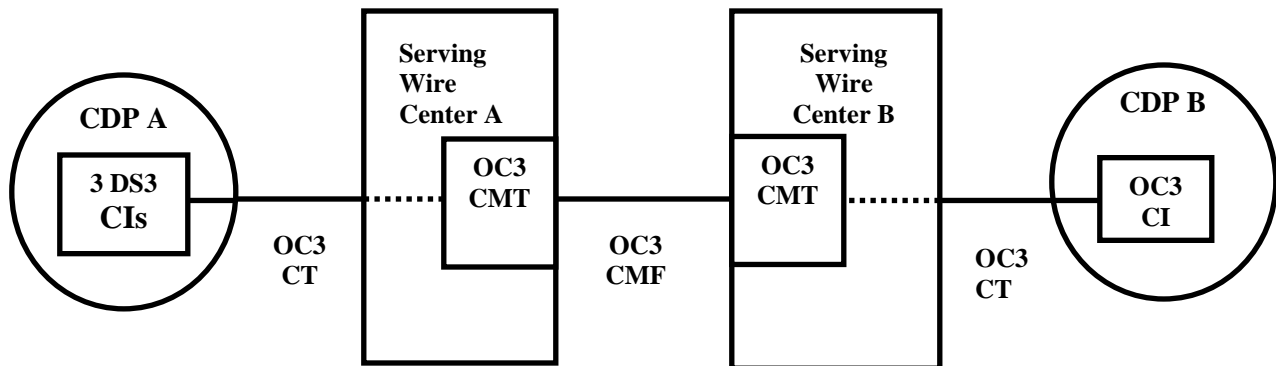 CDP A
3 DS3
CIs
OC3
CT
Serving
Wire
Center A
OC3
CMT
OC3
CMF
Serving
Wire
Center B
OC3
CMT
OC3
CT
CDP B
OC3
CI